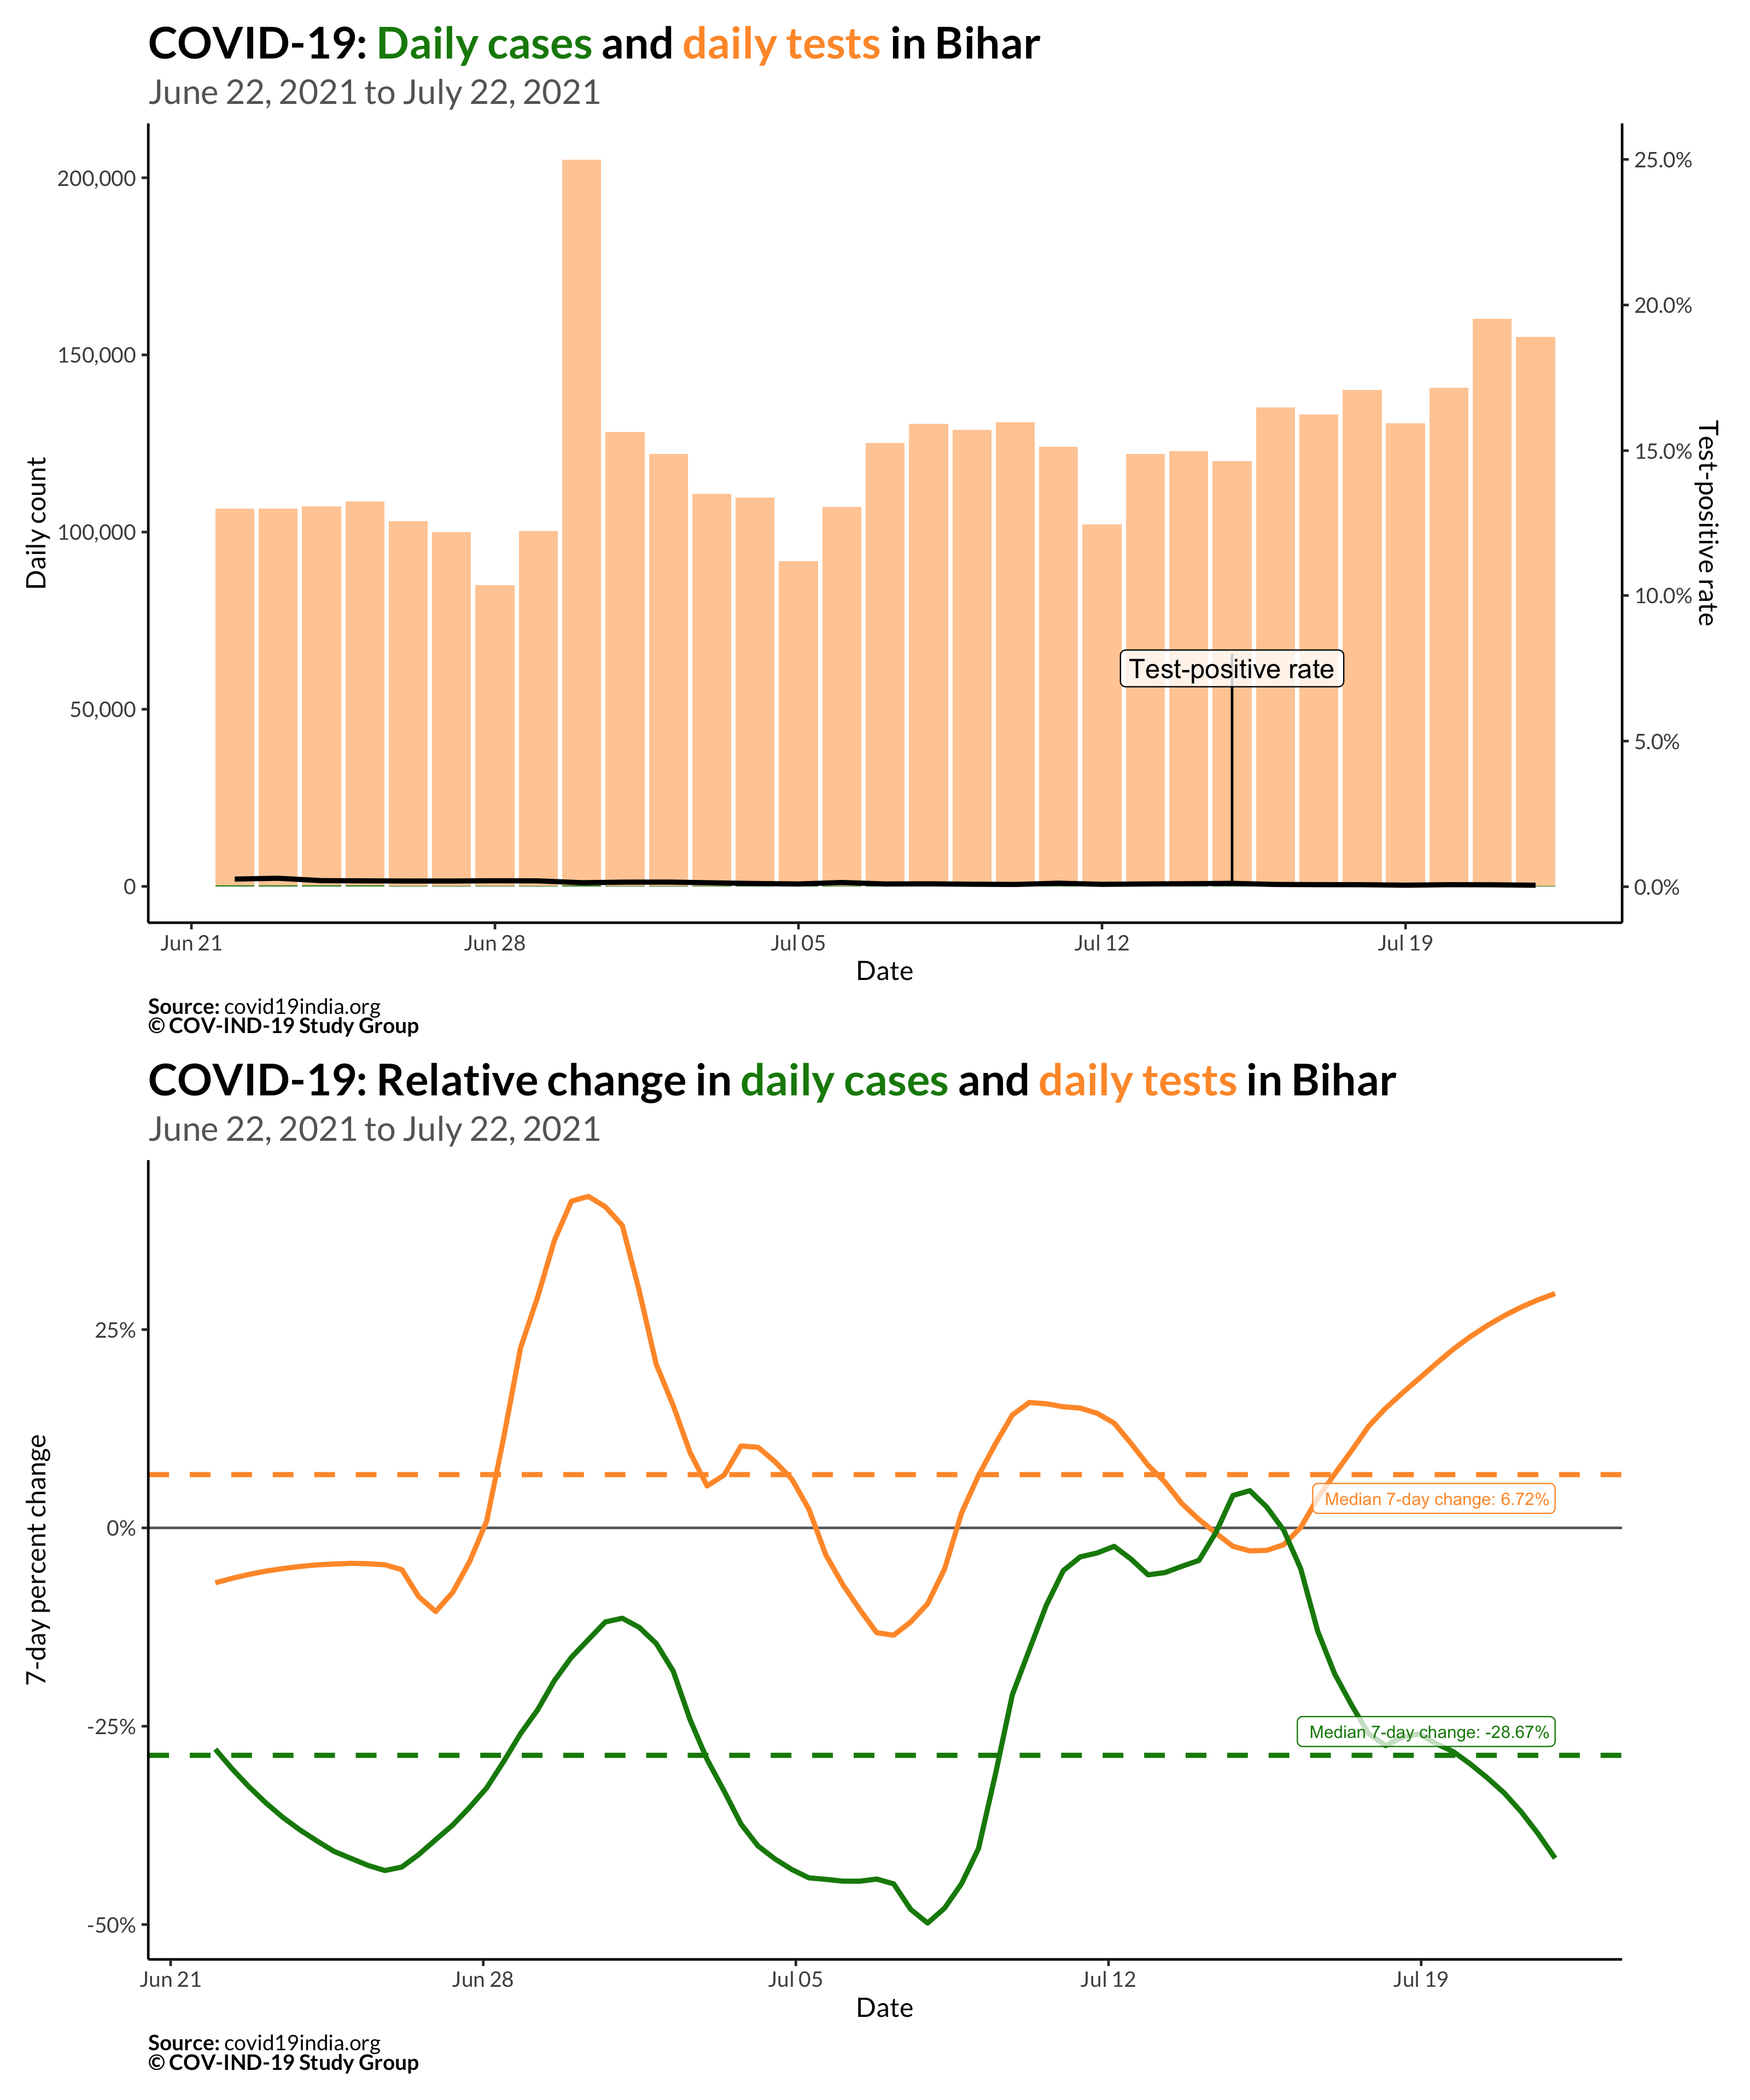 COVID-19: Daily cases and daily tests in Bihar
June 22, 2021 to July 22, 2021
Daily count
200,000
150,000
100,000
50,000
0
25.0%
20.0%
15.0%
10.0%
5.0%
0.0%
Test-positive rate
Test-positive rate
Jun 21
Jun 28
Jul 05
Jul 12
Jul 19
Date
Source: covid19india.org
© COV-IND-19 Study Group
COVID-19: Relative change in daily cases and daily tests in Bihar
June 22, 2021 to July 22, 2021
7-day percent change
25%
0%
-25%
-50%
Median 7-day change: 6.72%
Median 7-day change: -28.67%
Jun 21
Jun 28
Jul 05
Jul 12
Jul 19
Date
Source: covid19india.org
© COV-IND-19 Study Group